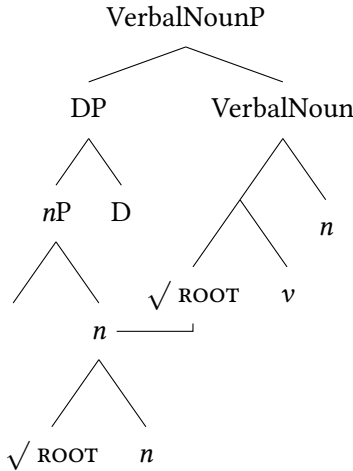 VerbalNounP
DP VerbalNoun
nP D
n
√ ROOT v
n
√ ROOT n